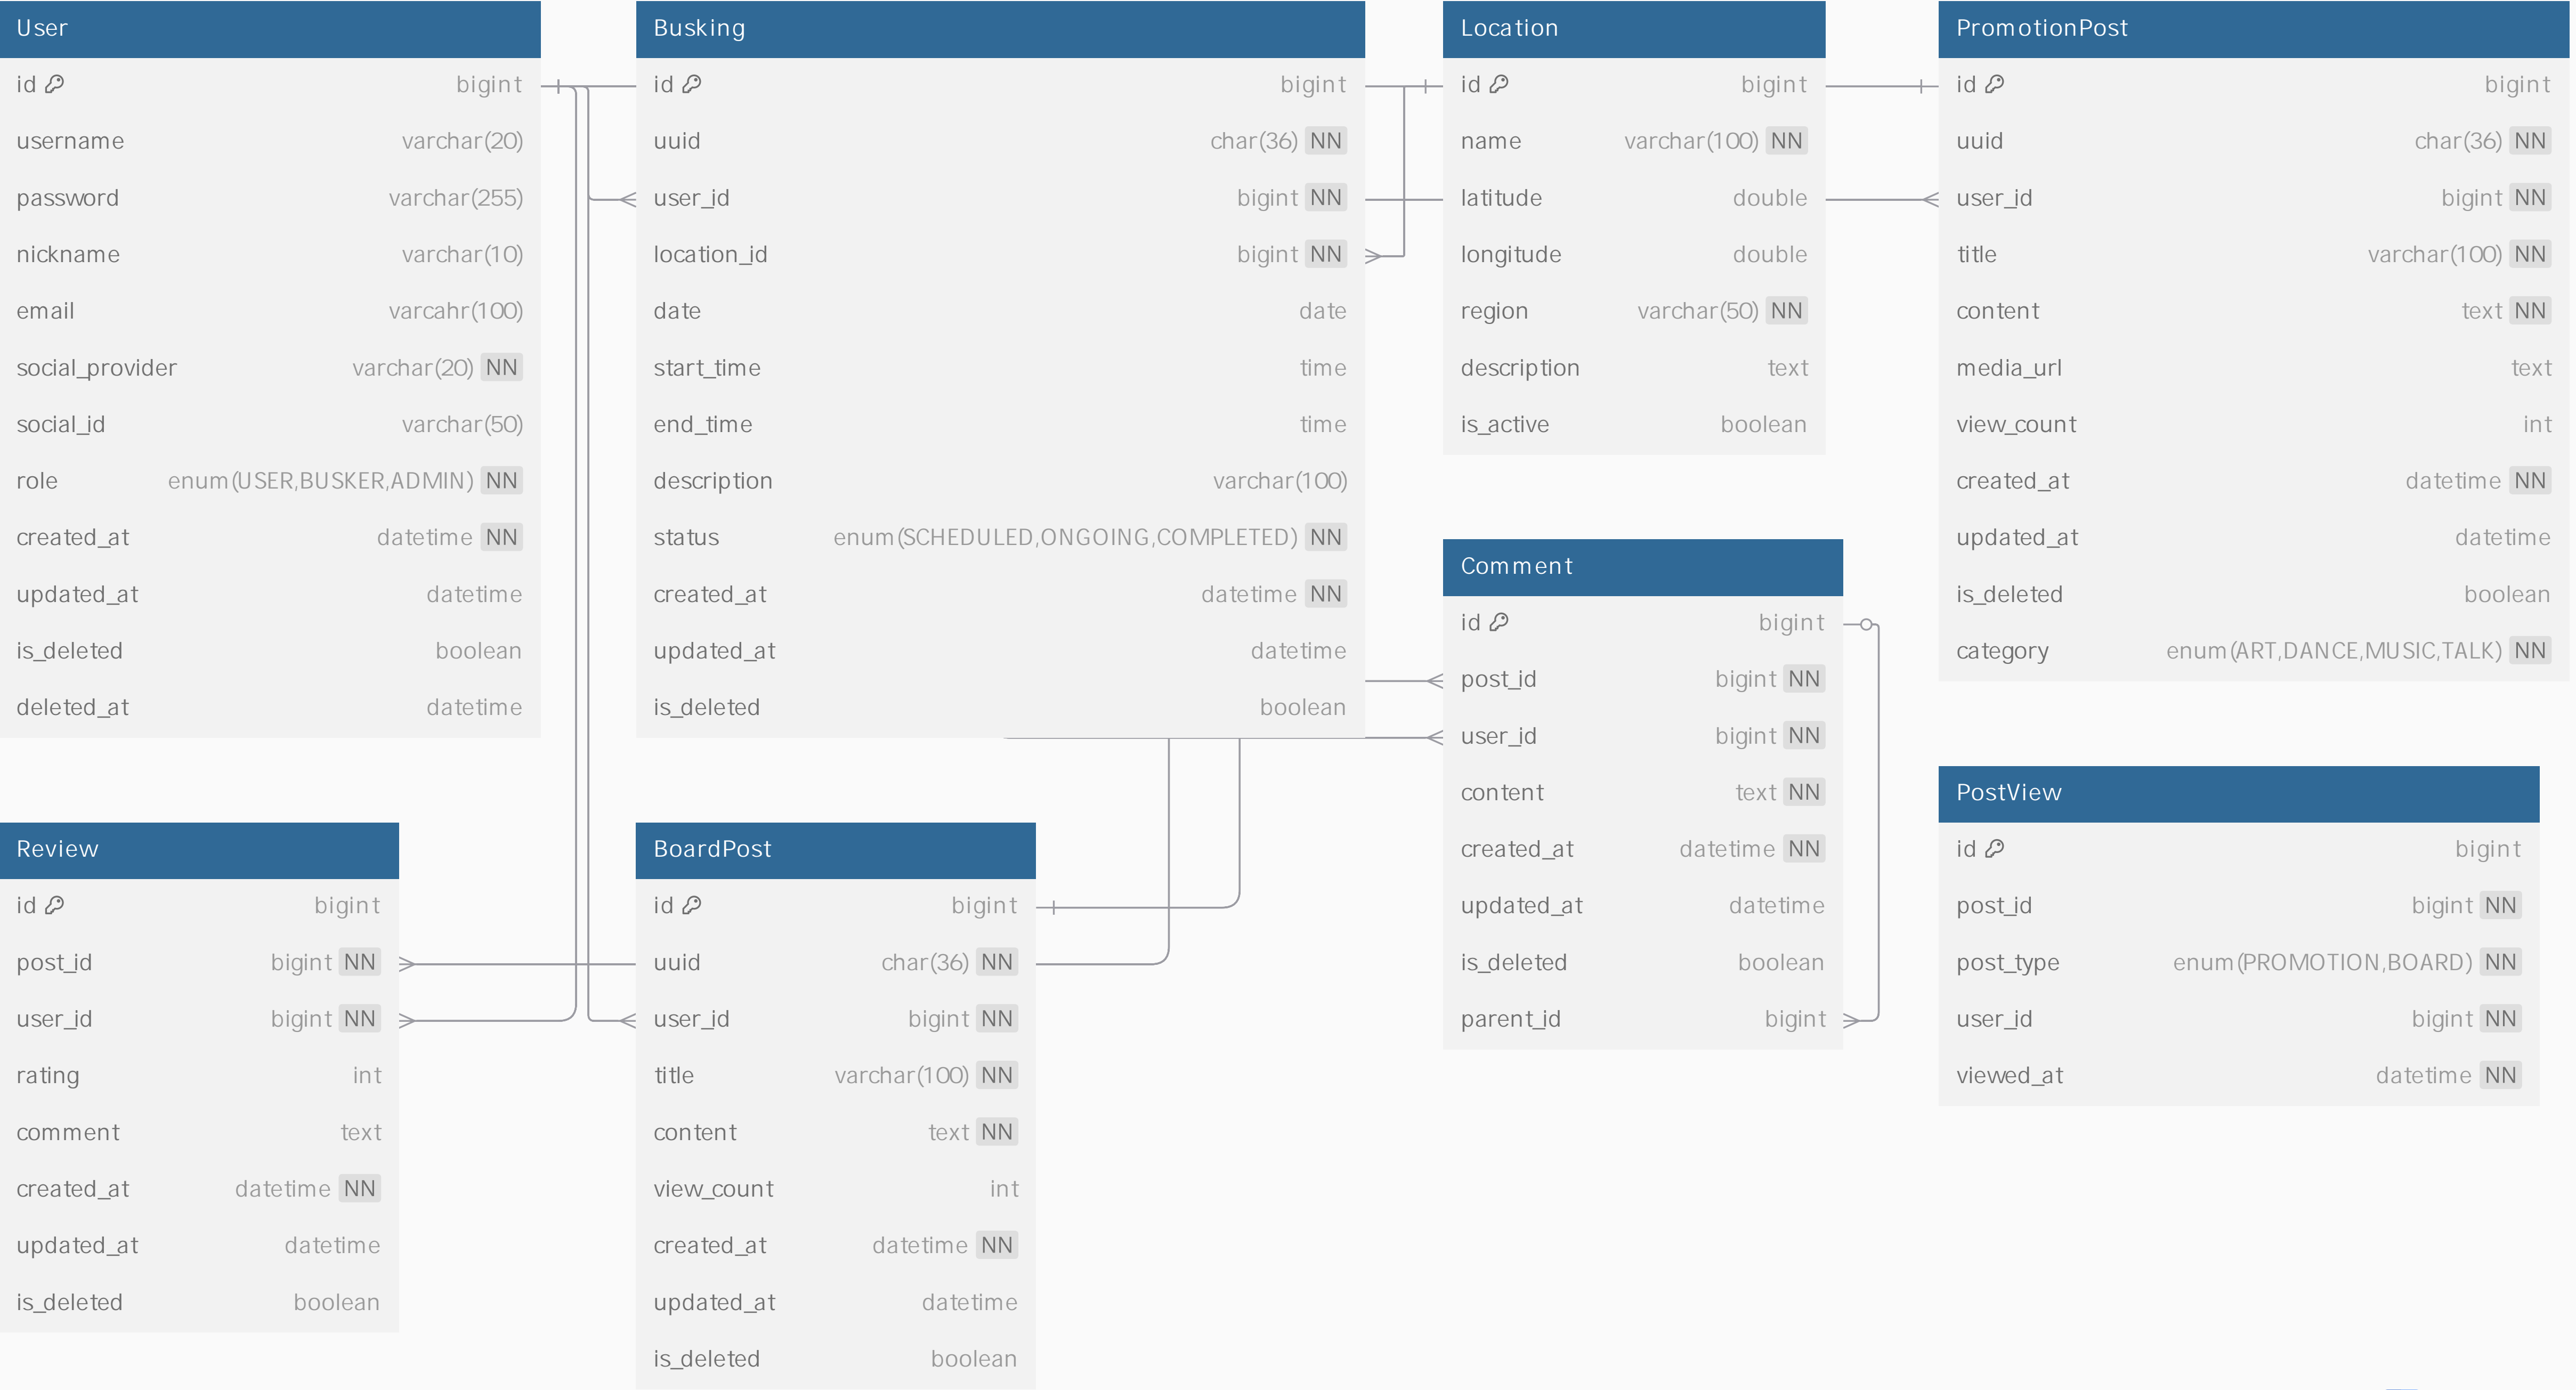 User
id bigint
username varchar(20)
password varchar(255)
nickname varchar(10)
email varcahr(100)
social_provider varchar(20) NN
social_id varchar(50)
role enum(USER,BUSKER,ADMIN) NN
created_at datetime NN
updated_at datetime
is_deleted boolean
deleted_at datetime
Busking
id bigint
uuid char(36) NN
user_id bigint NN
location_id bigint NN
date date
start_time time
end_time time
description varchar(100)
status enum(SCHEDULED,ONGOING,COMPLETED) NN
created_at datetime NN
updated_at datetime
is_deleted boolean
Location
id bigint
name varchar(100) NN
latitude double
longitude double
region varchar(50) NN
description text
is_active boolean
PromotionPost
id bigint
uuid char(36) NN
user_id bigint NN
title varchar(100) NN
content text NN
media_url text
view_count int
created_at datetime NN
updated_at datetime
is_deleted boolean
category enum(ART,DANCE,MUSIC,TALK) NN
Comment
id bigint
post_id bigint NN
user_id bigint NN
content text NN
created_at datetime NN
updated_at datetime
is_deleted boolean
parent_id bigint
PostView
id bigint
post_id bigint NN
post_type enum(PROMOTION,BOARD) NN
user_id bigint NN
viewed_at datetime NN
Review
id bigint
post_id bigint NN
user_id bigint NN
rating int
comment text
created_at datetime NN
updated_at datetime
is_deleted boolean
BoardPost
id bigint
uuid char(36) NN
user_id bigint NN
title varchar(100) NN
content text NN
view_count int
created_at datetime NN
updated_at datetime
is_deleted boolean